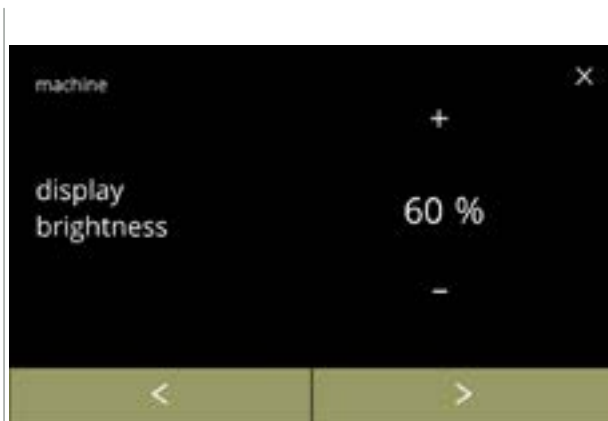 machine
×
+
display
brightness
60 %
-
<
>